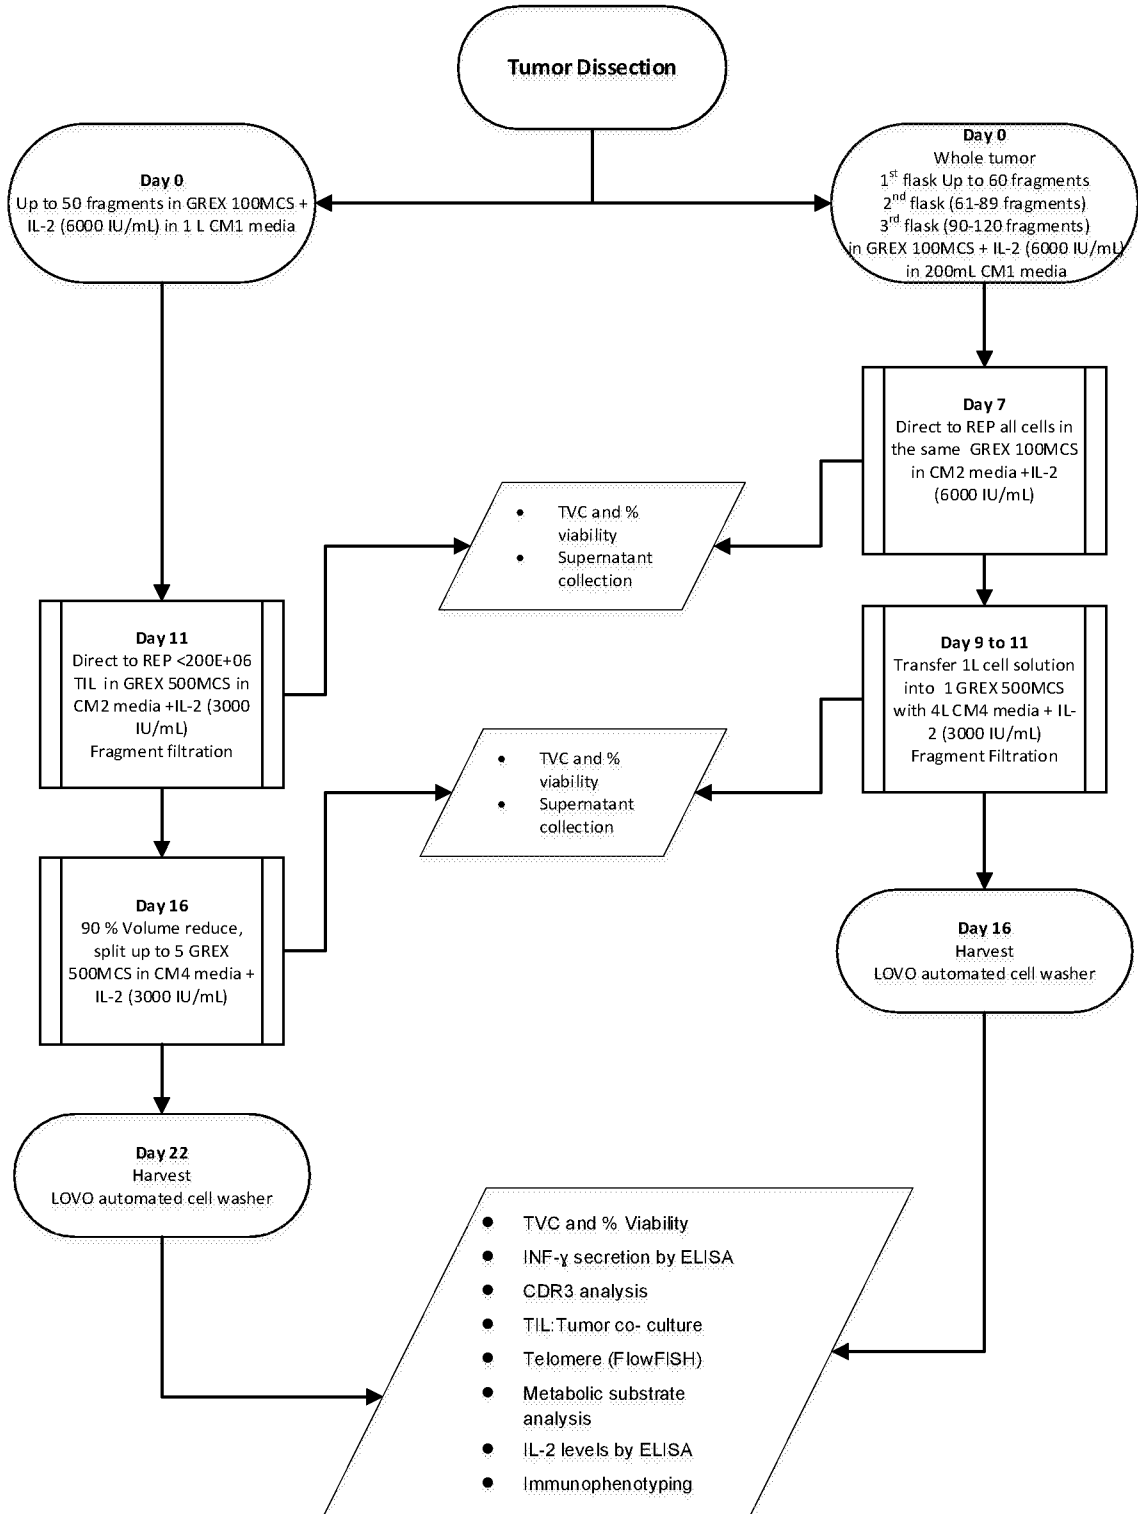 Tumor Dissection
Day 0
Up to 50 fragments in GREX 100MCS +
IL-2 (6000 IU/mL) in 1 L CM1 media
Day 0
Whole tumor
1st flask Up to 60 fragments
2nd flask (61-89 fragments)
3rd flask (90-120 fragments)
in GREX 100MCS + IL-2 (6000 IU/mL)
in 200mL CM1 media
Day 7
Direct to REP all cells in
the same GREX 100MCS
in CM2 media +IL-2
(6000 IU/mL)
• TVC and %
viability
• Supernatant
collection
Day 11
Direct to REP <200E+06
TIL in GREX 500MCS in
CM2 media +IL-2 (3000
IU/mL)
Fragment filtration
Day 9 to 11
Transfer 1L cell solution
into 1 GREX 500MCS
with 4L CM4 media + IL-
2 (3000 IU/mL)
Fragment Filtration
• TVC and %
viability
• Supernatant
collection
Day 16
90 % Volume reduce,
split up to 5 GREX
500MCS in CM4 media +
IL-2 (3000 IU/mL)
Day 16
Harvest
LOVO automated cell washer
Day 22
Harvest
LOVO automated cell washer
• TVC and % Viability
• INF-ɣ secretion by ELISA
• CDR3 analysis
• TIL:Tumor co- culture
• Telomere (FlowFISH)
• Metabolic substrate
analysis
• IL-2 levels by ELISA
• Immunophenotyping